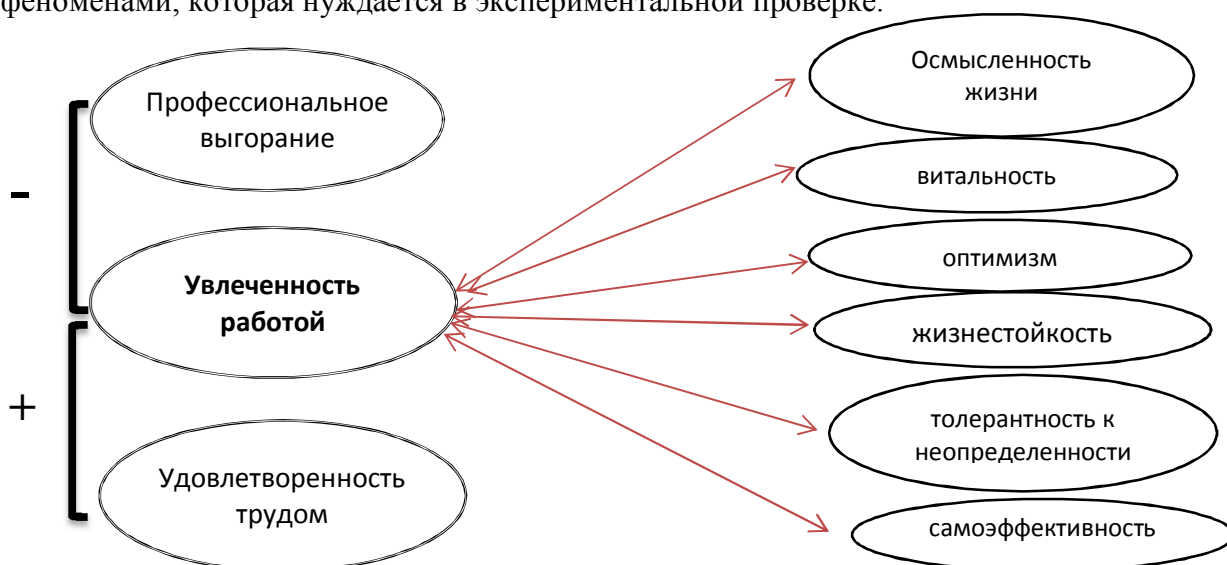 феноменами, которая нуждается в экспериментальной проверке.
Профессиональное
выгорание
-
Увлеченность
работой
+
Удовлетворенность
трудом
Осмысленность
жизни
витальность
оптимизм
жизнестойкость
толерантность к
неопределенности
самоэффективность